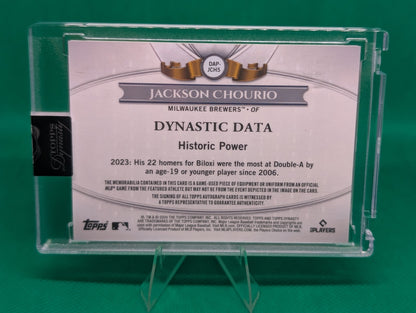 DAP-
JCH5
JACKSON CHOURIO
MILWAUKEE BREWERS™ • OF
DYNASTIC DATA
Historic Power
2023: His 22 homers for Biloxi were the most at Double-A by
an age-19 or younger player since 2006.
THE MEMORABILIA CONTAINED IN THIS CARD IS A GAME-USED PIECE OF EQUIPMENT OR UNIFORM FROM AN OFFICIAL
MLB® GAME FROM THE FEATURED ATHLETE, BUT MAY NOT BE FROM THE EVENT DEPICTED IN THE IMAGE ON THE CARD.
THE SIGNING OF ALL TOPPS AUTOGRAPH CARDS IS WITNESSED BY
A TOPPS REPRESENTATIVE TO GUARANTEE AUTHENTICITY.
TOPPS
Dynasty
Topps
PLAYERS